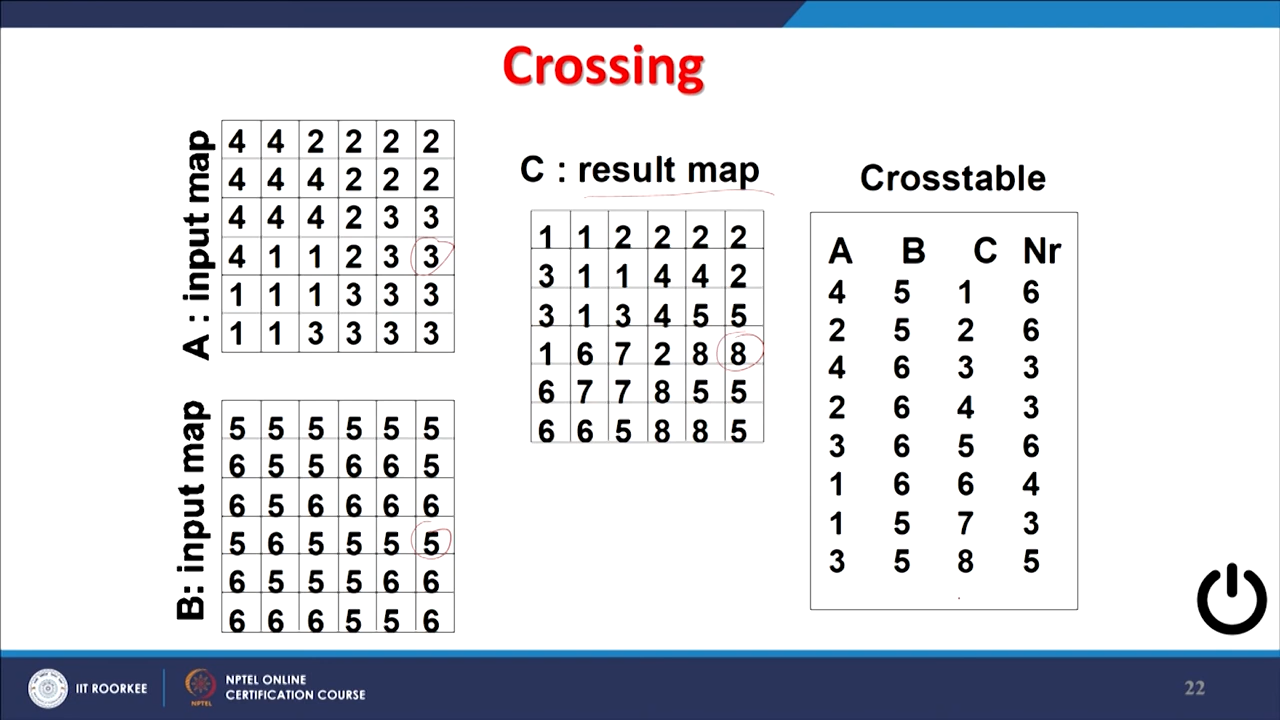 Crossing
A : input map
4 4 2 2 2 2
4 4 4 2 2 2
4 4 4 2 3 3
4 1 1 2 3 3
1 1 1 3 3 3
1 1 3 3 3 3
B: input map
5 5 5 5 5 5
6 5 5 6 6 5
6 5 6 6 6 6
5 6 5 5 5 5
6 5 5 5 6 6
6 6 6 5 5 6
C : result map
1 1 2 2 2 2
3 1 1 4 4 2
3 1 3 4 5 5
1 6 7 2 8 8
6 7 7 8 5 5
6 6 5 8 8 5
Crosstable
A B C Nr
4 5 1 6
2 5 2 6
4 6 3 3
2 6 4 3
3 6 5 6
1 6 6 4
1 5 7 3
3 5 8 5
IIT ROORKEE
NPTEL
NPTEL ONLINE
CERTIFICATION COURSE
22